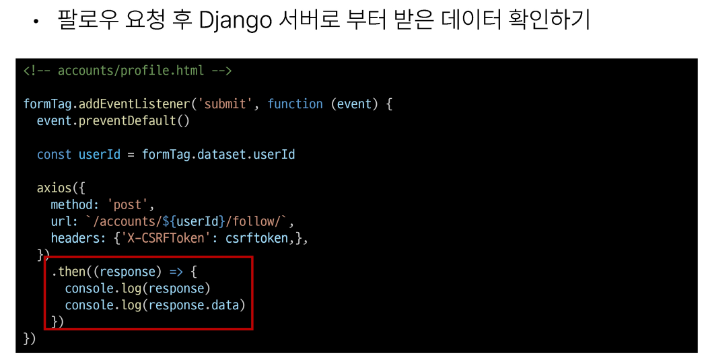 • 팔로우 요청 후 Django 서버로 부터 받은 데이터 확인하기
<!-- accounts/profile.html -->
formTag.addEventListener('submit', function (event) {
  event.preventDefault()
  const userId = formTag.dataset.userId
  axios({
    method: 'post',
    url: `/accounts/${userId}/follow/`,
    headers: {'X-CSRFToken': csrftoken,},
  })
    .then((response) => {
      console.log(response)
      console.log(response.data)
    })
})